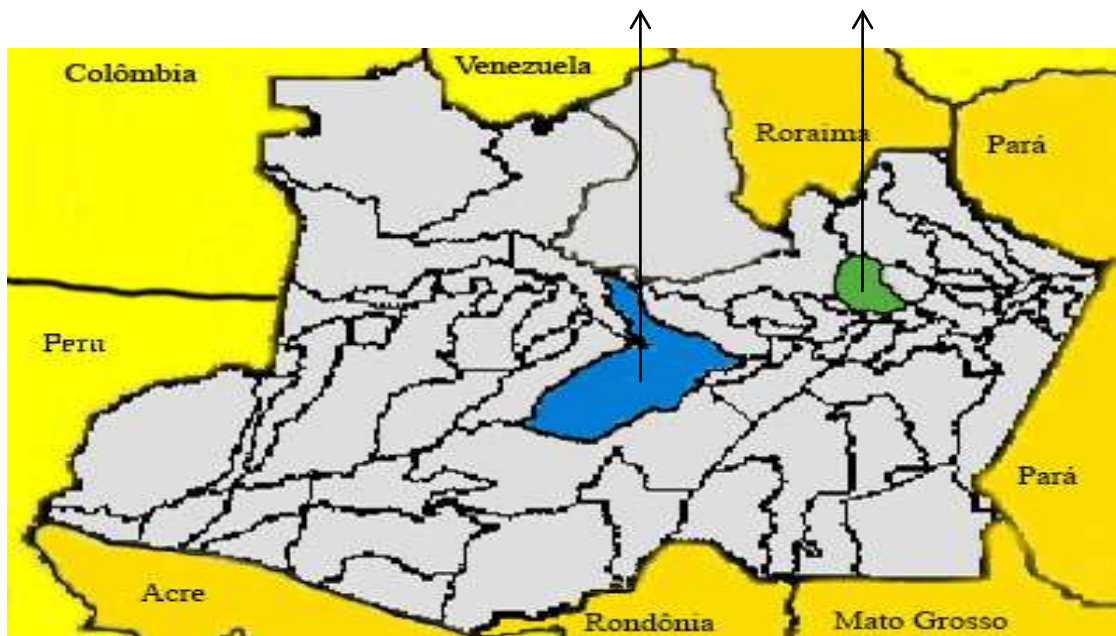 Colômbia
Venezuela
Roraima
Pará
Peru
Pará
Acre
Rondônia
Mato Grosso